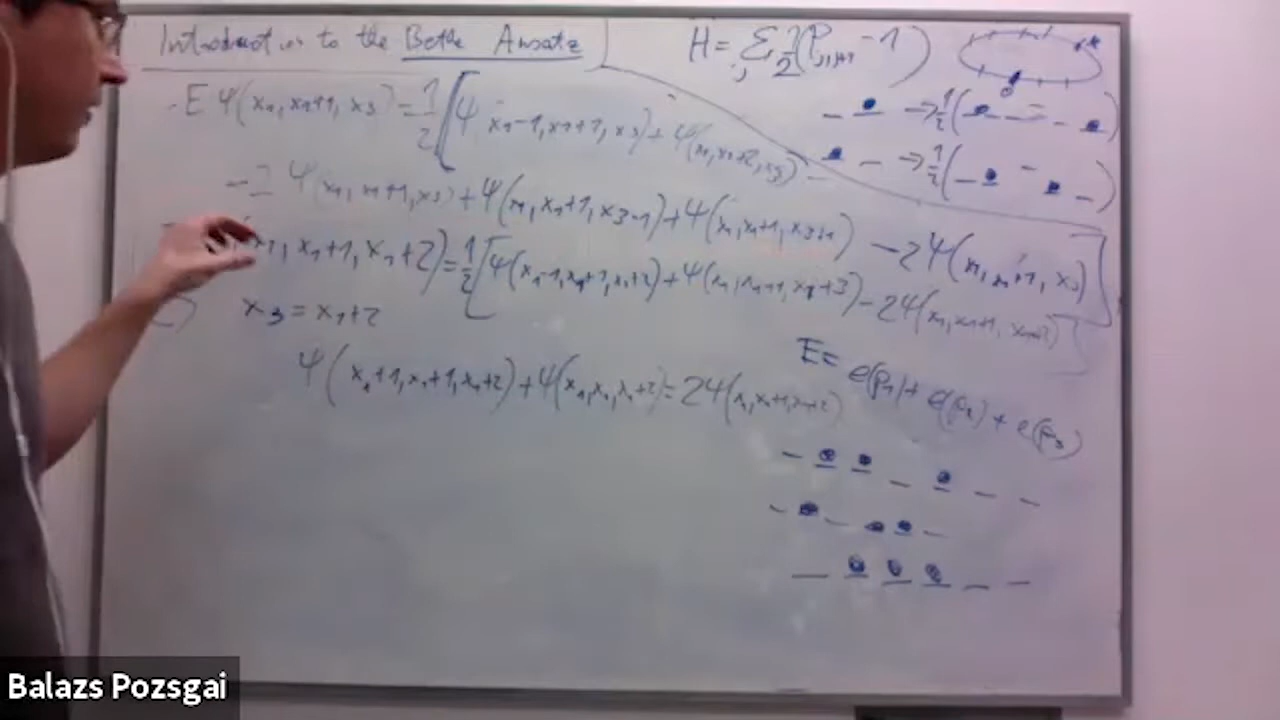 Introduction to the Bethe Ansatz
H = Σ_j 1/2 (P_{j,j+1} - 1)
E Ψ(x₁, x₁+1, x₃) = 1/2 [Ψ(x₁-1, x₁+1, x₃) + Ψ(x₁, x₁+2, x₃) -
-2 Ψ(x₁, x₁+1, x₃) + Ψ(x₁, x₁+1, x₃-1) + Ψ(x₁, x₁+1, x₃+1) - 2Ψ(x₁, x₁+1, x₃)]
x₁, x₁+1, x₁+2) = 1/2 [Ψ(x₁-1, x₁+1, x₁+2) + Ψ(x₁, x₁+1, x₁+3) - 2Ψ(x₁, x₁+1, x₁+2)]
x₃ = x₁+2
Ψ(x₁+1, x₁+1, x₁+2) + Ψ(x₁, x₁, x₁+2) = 2Ψ(x₁, x₁+1, x₁+2)
→ 1/2 ( - )
→ 1/2 ( - )
E = e(p₁) + e(p₂) + e(p₃)
Balazs Pozsgai